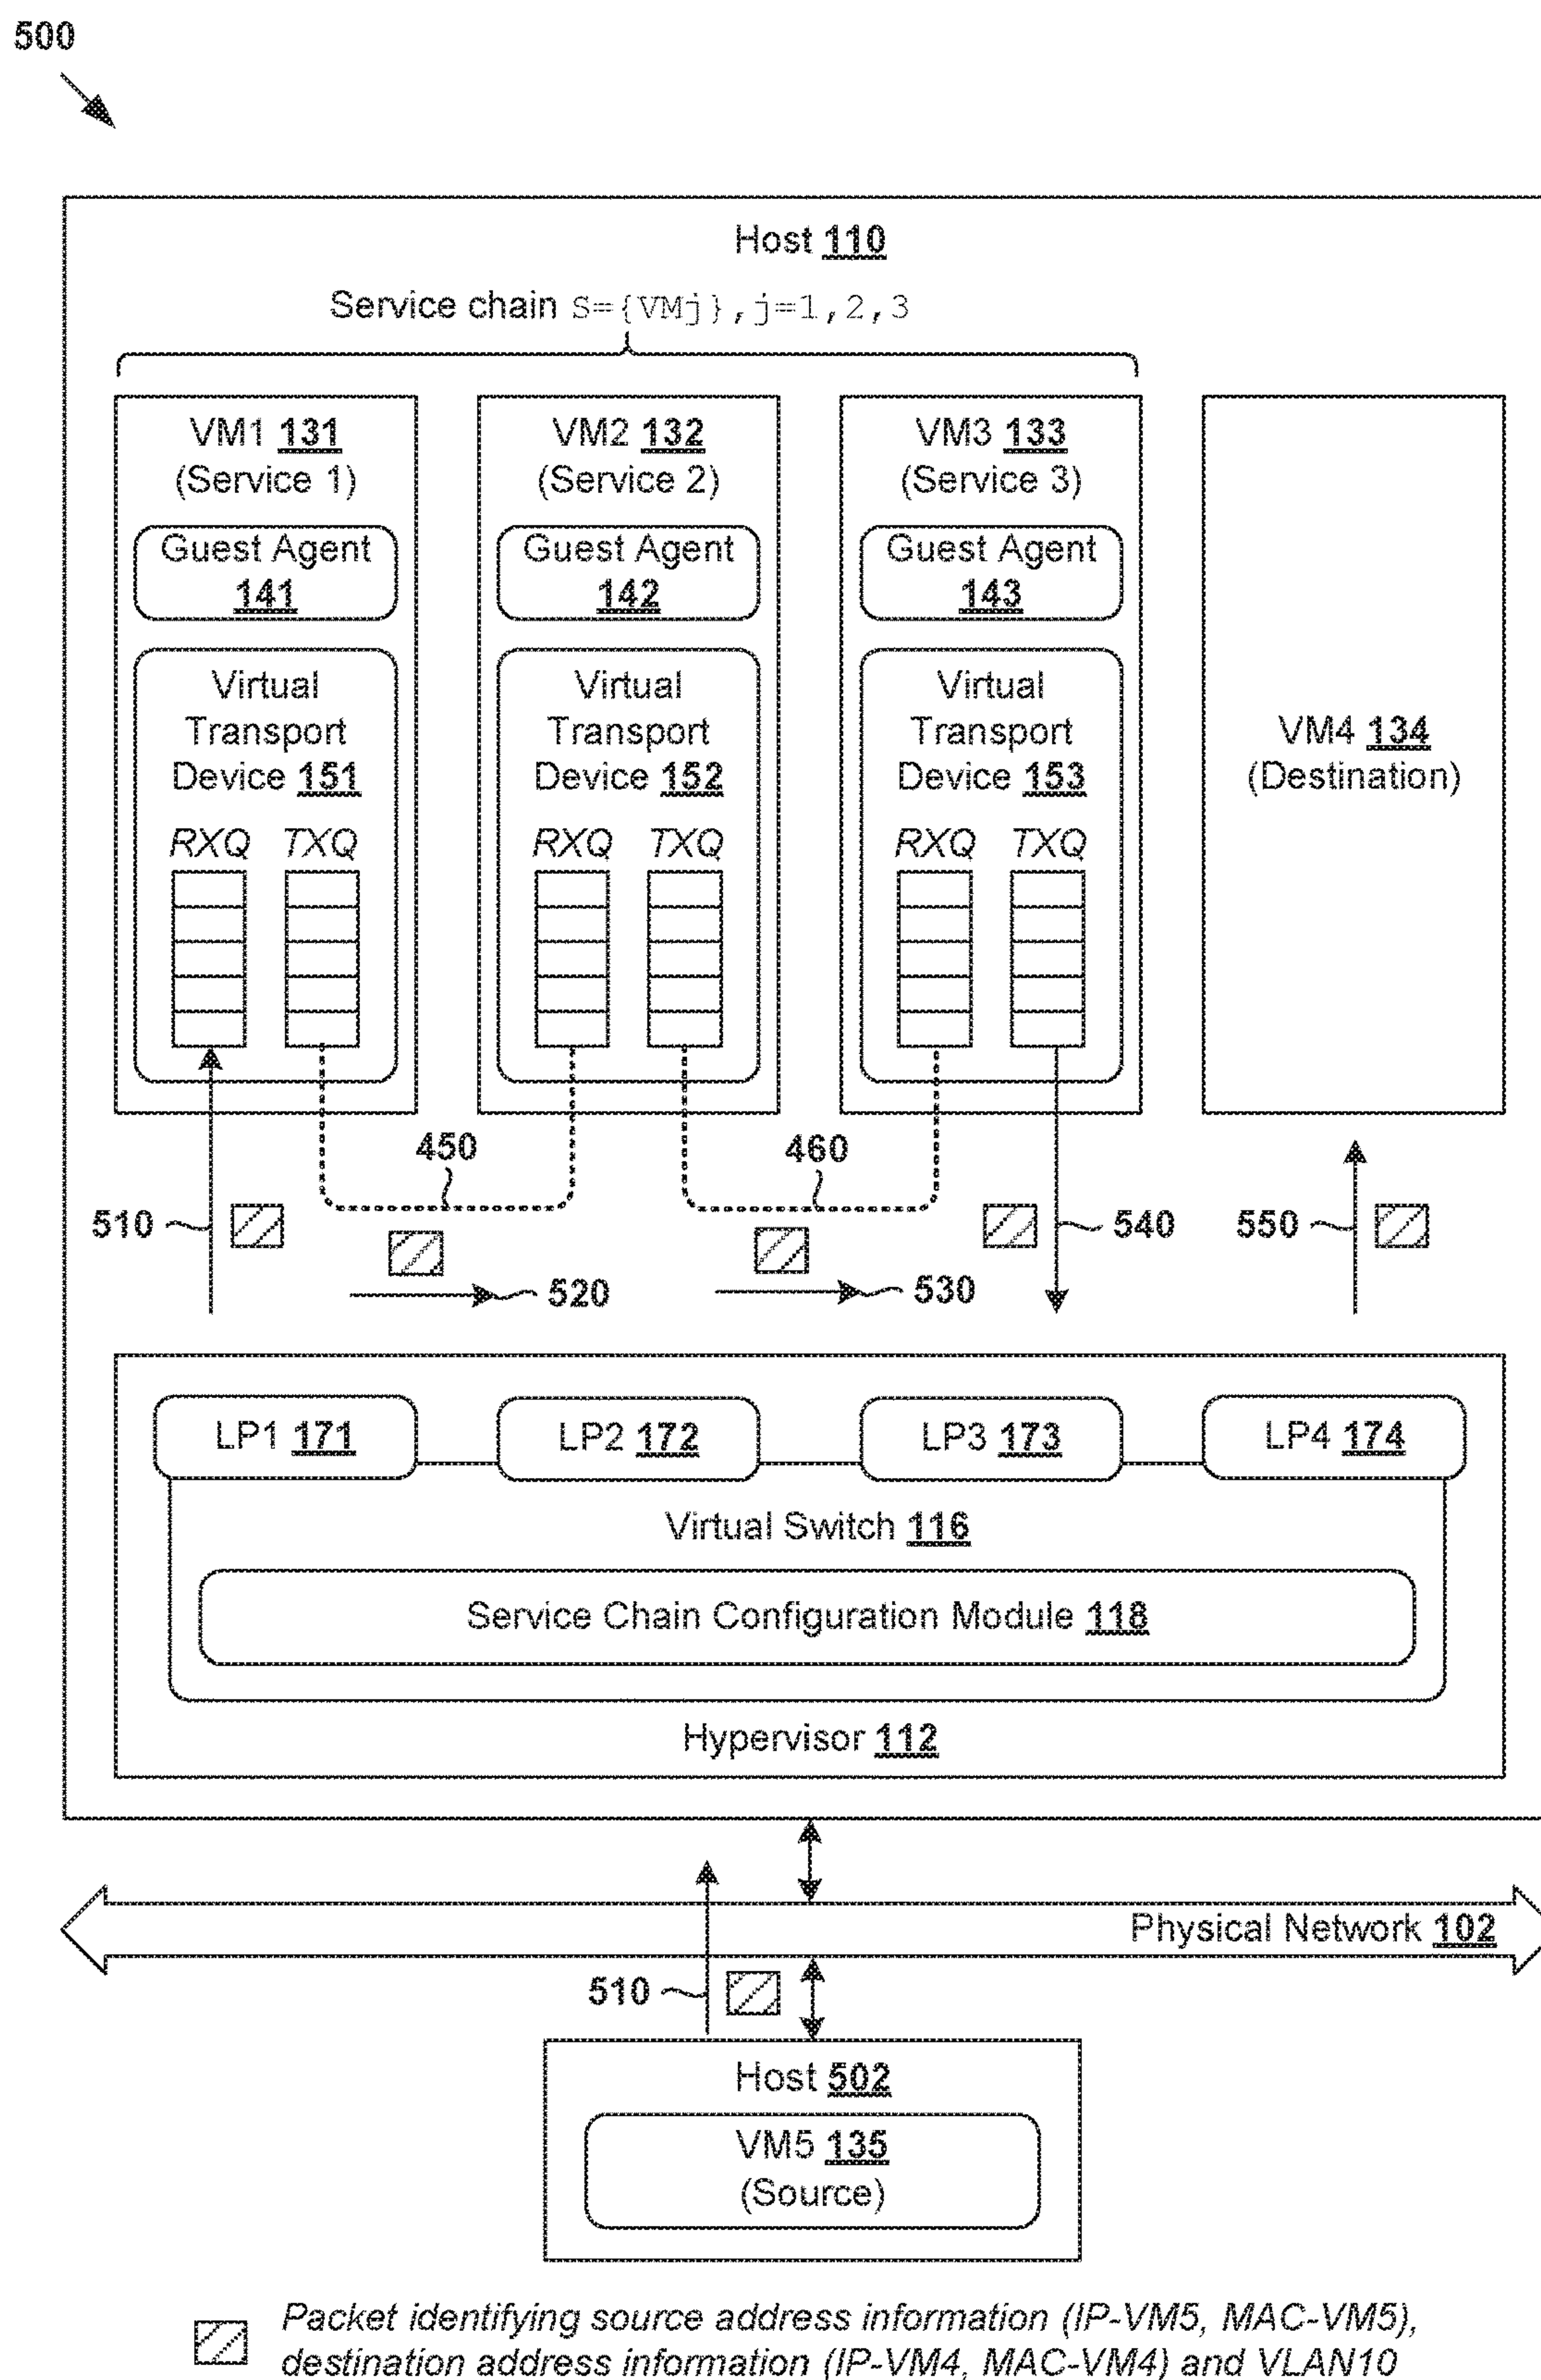 500
Host 110
Service chain S={VMj},j=1,2,3
VM1 131
(Service 1)
Guest Agent
141
Virtual
Transport
Device 151
RXQ TXQ
VM2 132
(Service 2)
Guest Agent
142
Virtual
Transport
Device 152
RXQ TXQ
VM3 133
(Service 3)
Guest Agent
143
Virtual
Transport
Device 153
RXQ TXQ
VM4 134
(Destination)
450
460
510
540
550
520
530
LP1 171
LP2 172
LP3 173
LP4 174
Virtual Switch 116
Service Chain Configuration Module 118
Hypervisor 112
Physical Network 102
510
Host 502
VM5 135
(Source)
Packet identifying source address information (IP-VM5, MAC-VM5),
destination address information (IP-VM4, MAC-VM4) and VLAN10